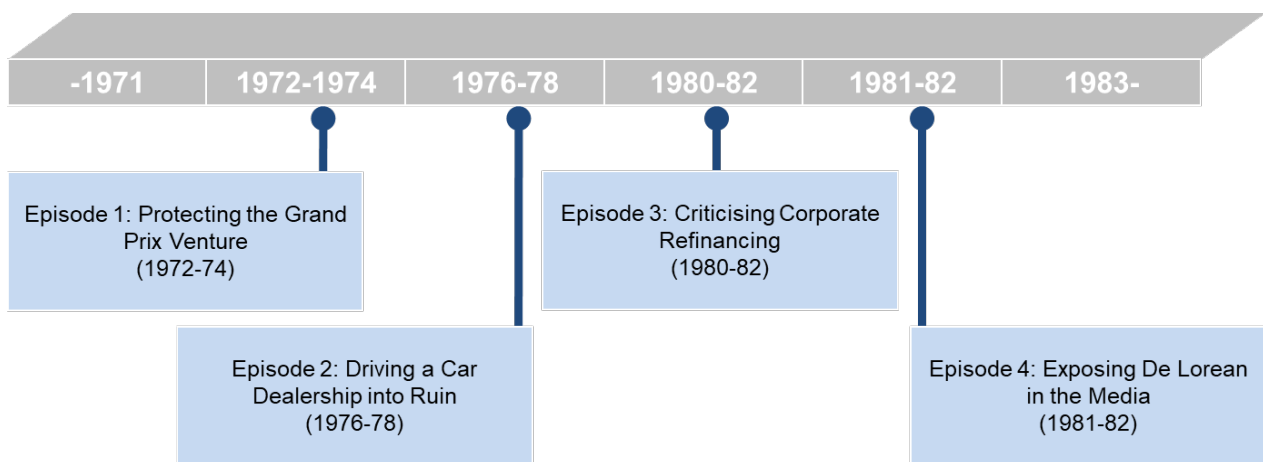 -1971 1972-1974 1976-78 1980-82 1981-82 1983-
Episode 1: Protecting the Grand
Prix Venture
(1972-74)
Episode 3: Criticising Corporate
Refinancing
(1980-82)
Episode 2: Driving a Car
Dealership into Ruin
(1976-78)
Episode 4: Exposing De Lorean
in the Media
(1981-82)